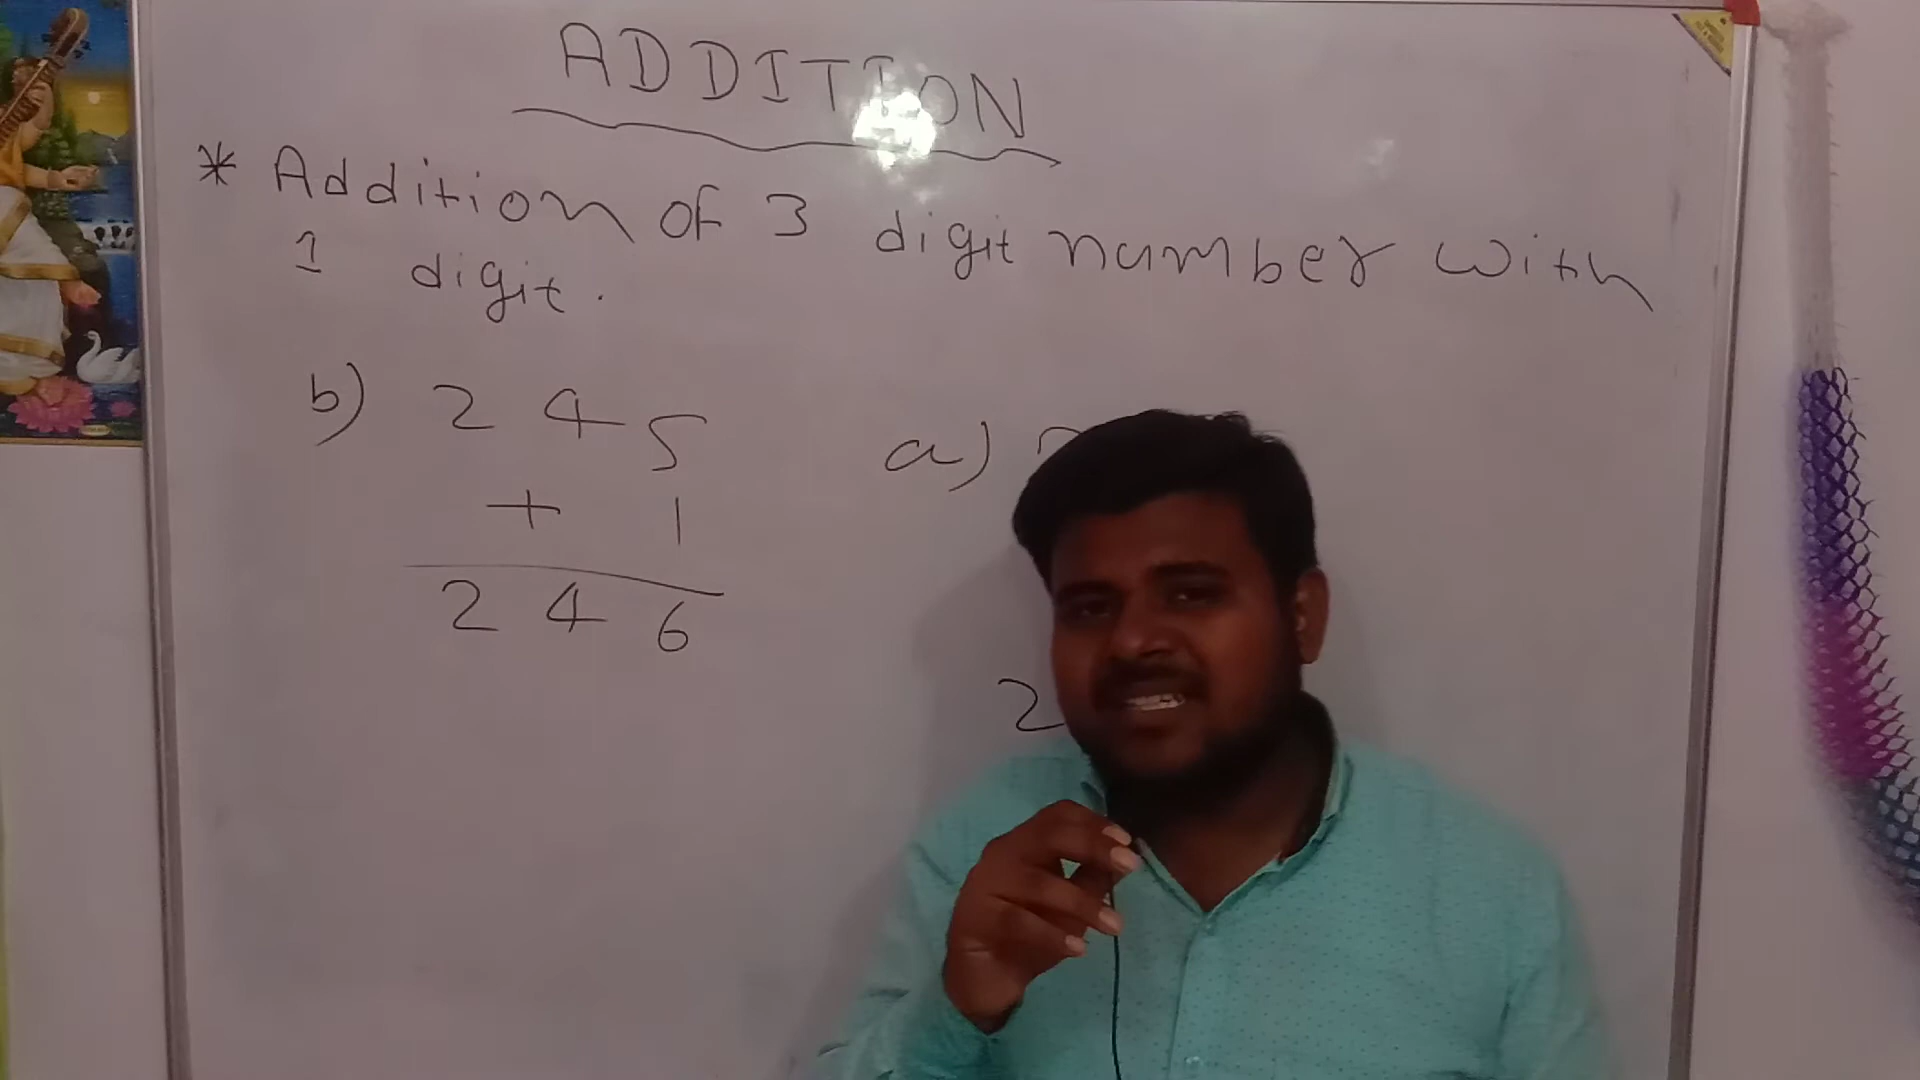 ADDITION
* Addition of 3 digit number with
1 digit.
b) 2 4 5
+ 1
2 4 6
a)
2